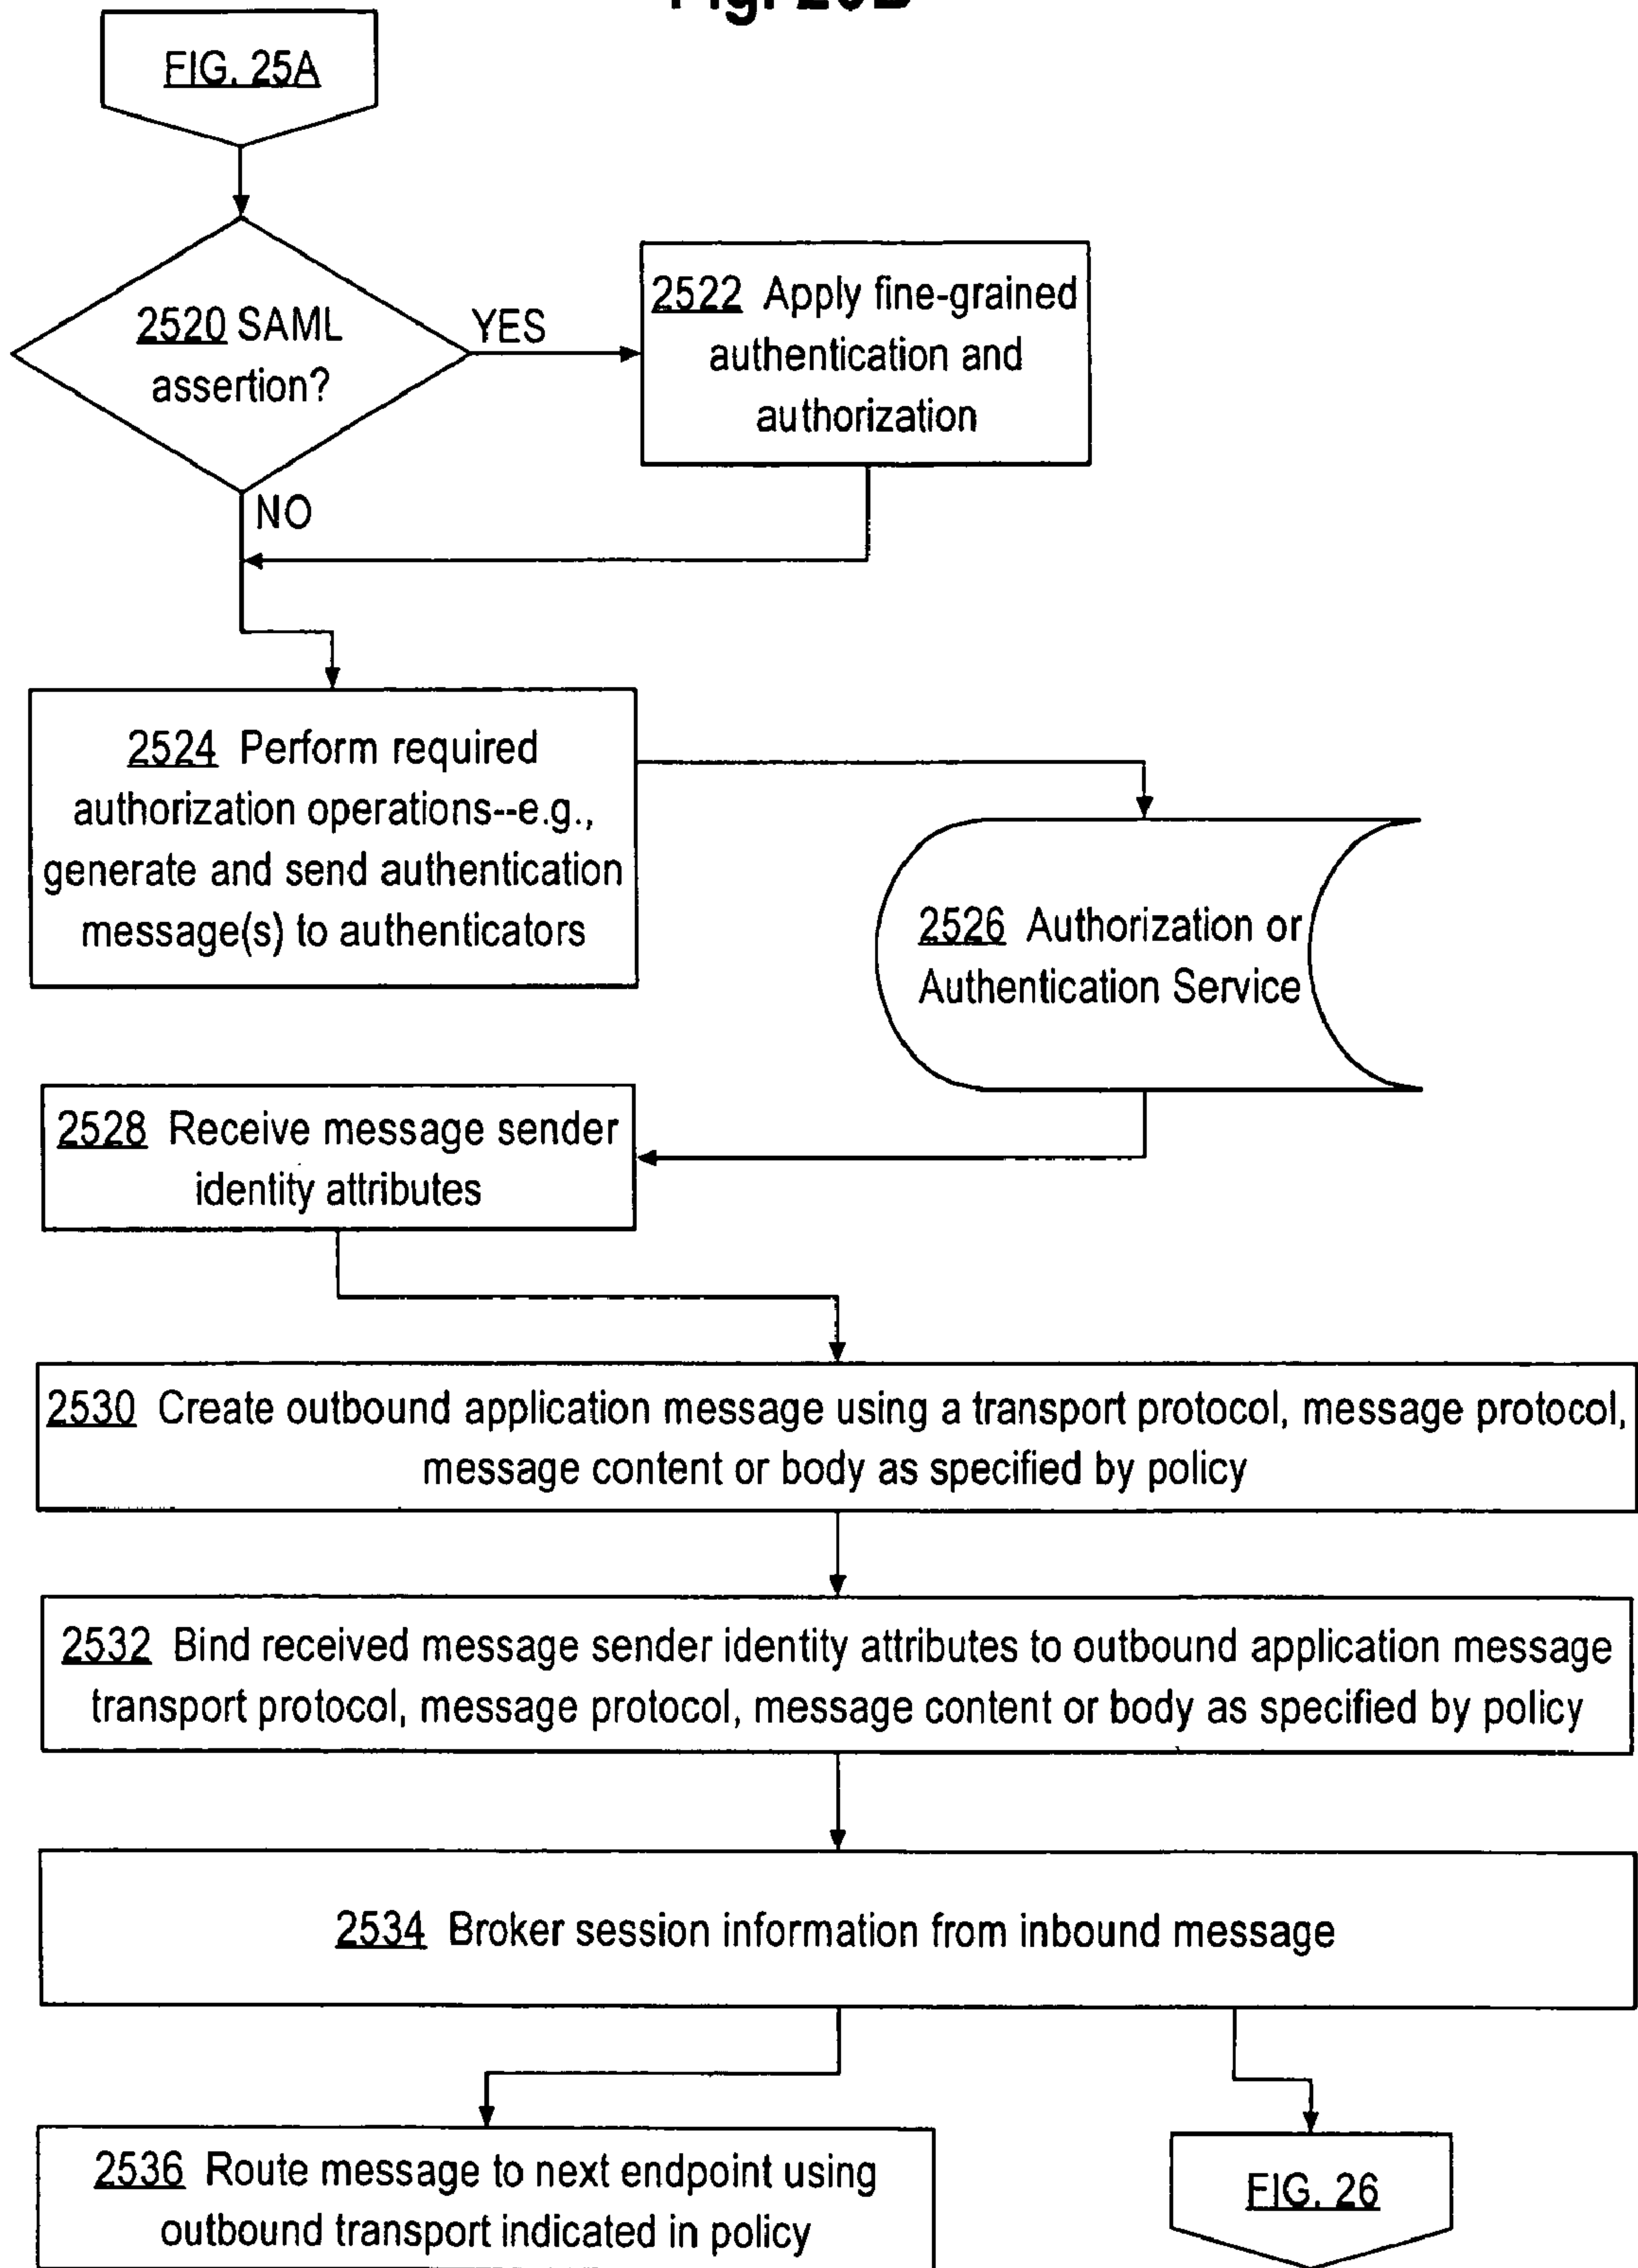 FIG. 25A
2520 SAML
assertion?
YES
2522 Apply fine-grained
authentication and
authorization
NO
2524 Perform required
authorization operations--e.g.,
generate and send authentication
message(s) to authenticators
2526 Authorization or
Authentication Service
2528 Receive message sender
identity attributes
2530 Create outbound application message using a transport protocol, message protocol,
message content or body as specified by policy
2532 Bind received message sender identity attributes to outbound application message
transport protocol, message protocol, message content or body as specified by policy
2534 Broker session information from inbound message
2536 Route message to next endpoint using
outbound transport indicated in policy
FIG. 26